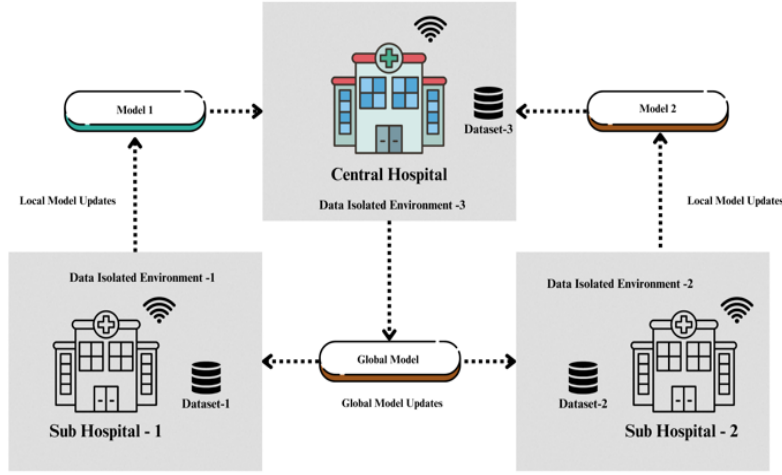 Model 1
Model 2
Dataset-3
Central Hospital
Local Model Updates
Data Isolated Environment -3
Local Model Updates
Data Isolated Environment -1
Data Isolated Environment -2
Global Model
Dataset-1
Global Model Updates
Dataset-2
Sub Hospital - 1
Sub Hospital - 2